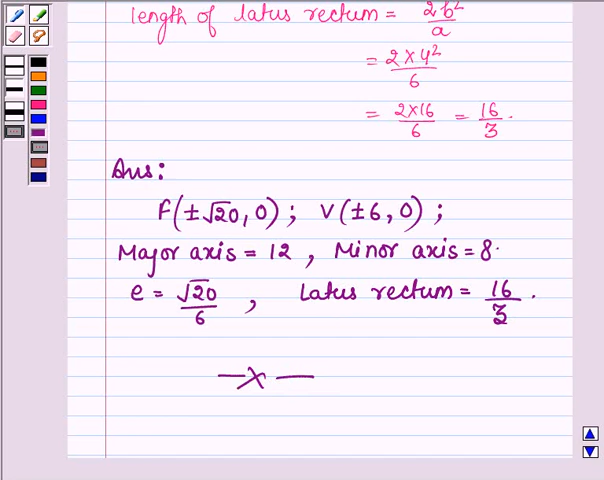 length of latus rectum = 2b²/a
= 2×4²/6
= 2×16/6 = 16/3.
Ans:
F(±√20, 0) ; V(±6, 0) ;
Major axis = 12 , Minor axis = 8.
e = √20/6 , Latus rectum = 16/3 .
—X—